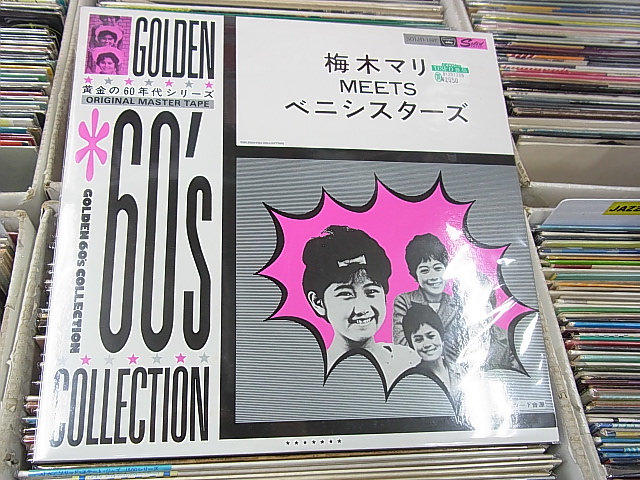 GOLDEN
黄金の60年代シリーズ
ORIGINAL MASTER TAPE
60's
GOLDEN 60s COLLECTION
COLLECTION
梅木マリ
MEETS
ベニシスターズ
JAZZ